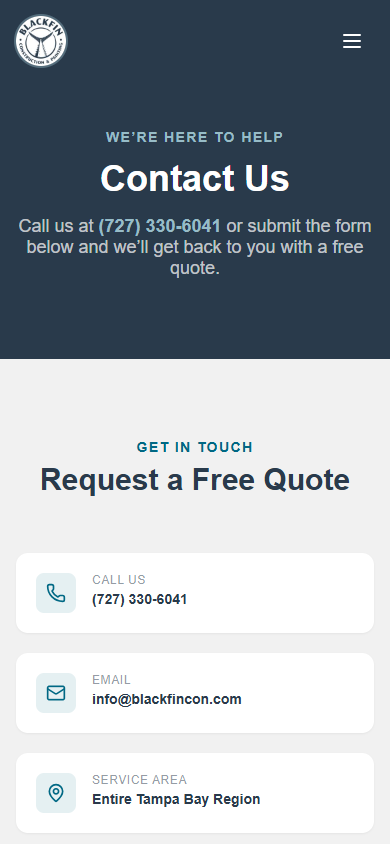 BLACKFIN
CONSTRUCTION & PAINTING
WE’RE HERE TO HELP
Contact Us
Call us at (727) 330-6041 or submit the form
below and we’ll get back to you with a free
quote.
GET IN TOUCH
Request a Free Quote
CALL US
(727) 330-6041
EMAIL
info@blackfincon.com
SERVICE AREA
Entire Tampa Bay Region